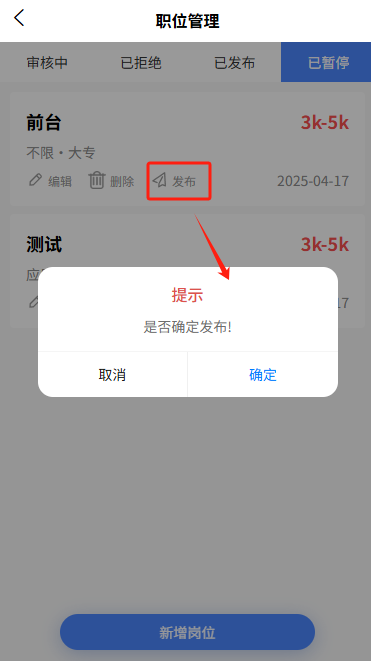 职位管理
审核中 已拒绝 已发布 已暂停
前台 3k-5k
不限·大专
编辑 删除 发布 2025-04-17
测试 3k-5k
应
17
提示
是否确定发布!
取消 确定
新增岗位